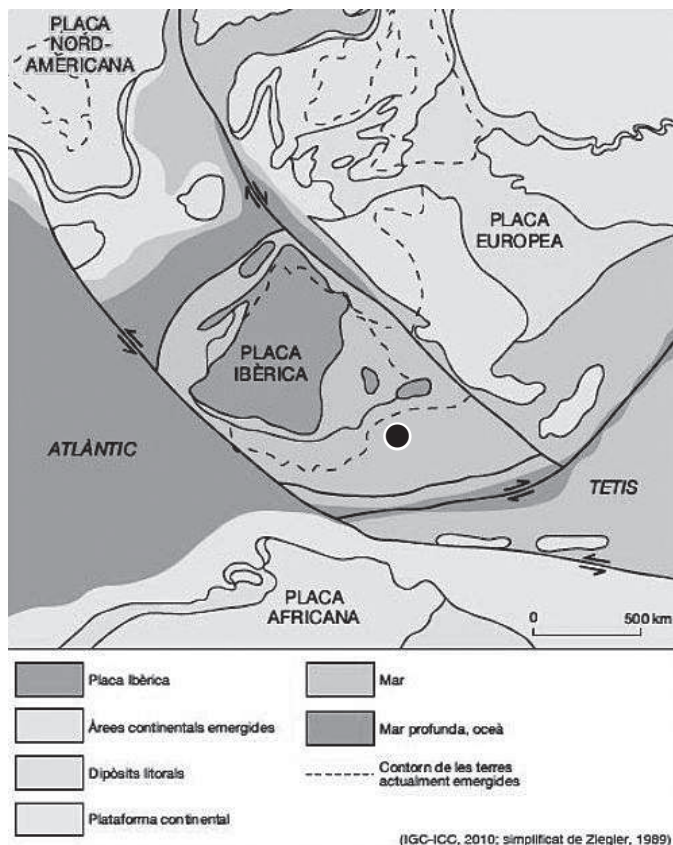 PLACA
NORD-
AMERICANA
PLACA
EUROPEA
PLACA
IBÈRICA
ATLÀNTIC
TETIS
PLACA
AFRICANA
0 500 km
Placa Ibèrica
Àrees continentals emergides
Dipòsits litorals
Plataforma continental
Mar
Mar profunda, oceà
Contorn de les terres
actualment emergides
(IGC-ICC, 2010; simplificat de Ziegler, 1989)